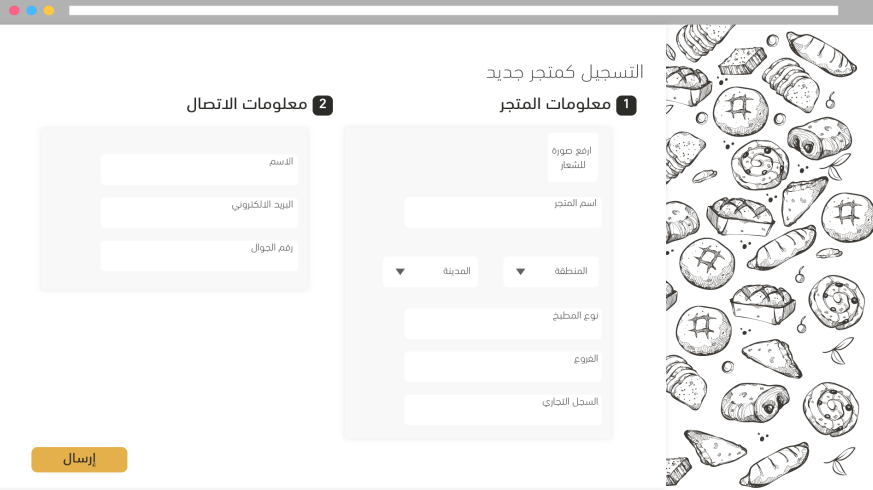 التسجيل كمتجر جديد
1 معلومات المتجر
ارفع صورة
للشعار
اسم المتجر
المنطقة
المدينة
نوع المطبخ
الفروع
السجل التجاري
2 معلومات الاتصال
الاسم
البريد الالكتروني
رقم الجوال
إرسال